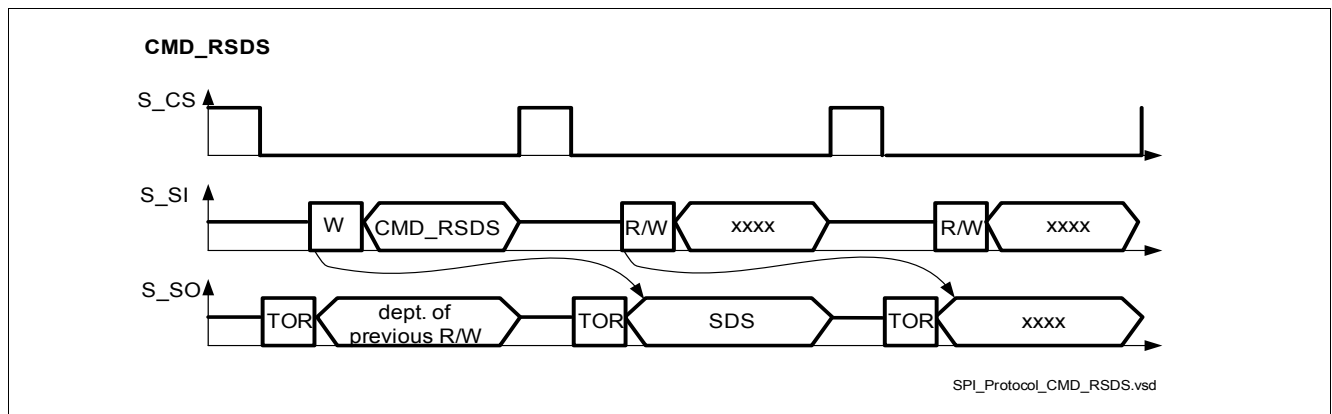 CMD_RSDS
S_CS
S_SI
W
CMD_RSDS
R/W
xxxx
R/W
xxxx
S_SO
TOR
dept. of
previous R/W
TOR
SDS
TOR
xxxx
SPI_Protocol_CMD_RSDS.vsd